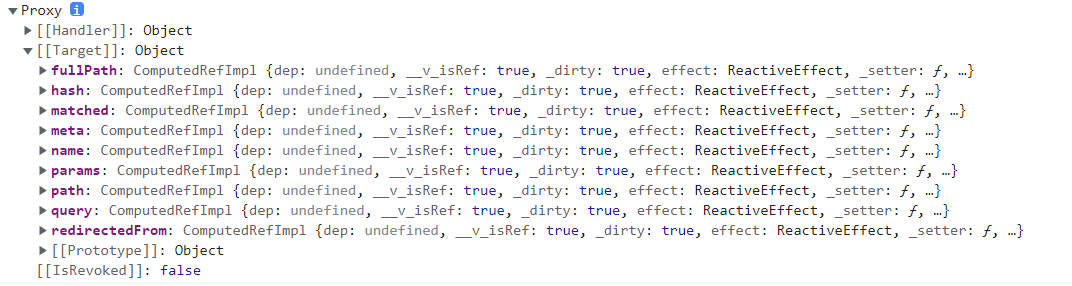 ▼Proxy i
▶[[Handler]]: Object
▼[[Target]]: Object
▶fullPath: ComputedRefImpl {dep: undefined, __v_isRef: true, _dirty: true, effect: ReactiveEffect, _setter: ƒ, …}
▶hash: ComputedRefImpl {dep: undefined, __v_isRef: true, _dirty: true, effect: ReactiveEffect, _setter: ƒ, …}
▶matched: ComputedRefImpl {dep: undefined, __v_isRef: true, _dirty: true, effect: ReactiveEffect, _setter: ƒ, …}
▶meta: ComputedRefImpl {dep: undefined, __v_isRef: true, _dirty: true, effect: ReactiveEffect, _setter: ƒ, …}
▶name: ComputedRefImpl {dep: undefined, __v_isRef: true, _dirty: true, effect: ReactiveEffect, _setter: ƒ, …}
▶params: ComputedRefImpl {dep: undefined, __v_isRef: true, _dirty: true, effect: ReactiveEffect, _setter: ƒ, …}
▶path: ComputedRefImpl {dep: undefined, __v_isRef: true, _dirty: true, effect: ReactiveEffect, _setter: ƒ, …}
▶query: ComputedRefImpl {dep: undefined, __v_isRef: true, _dirty: true, effect: ReactiveEffect, _setter: ƒ, …}
▶redirectedFrom: ComputedRefImpl {dep: undefined, __v_isRef: true, _dirty: true, effect: ReactiveEffect, _setter: ƒ, …}
▶[[Prototype]]: Object
[[IsRevoked]]: false